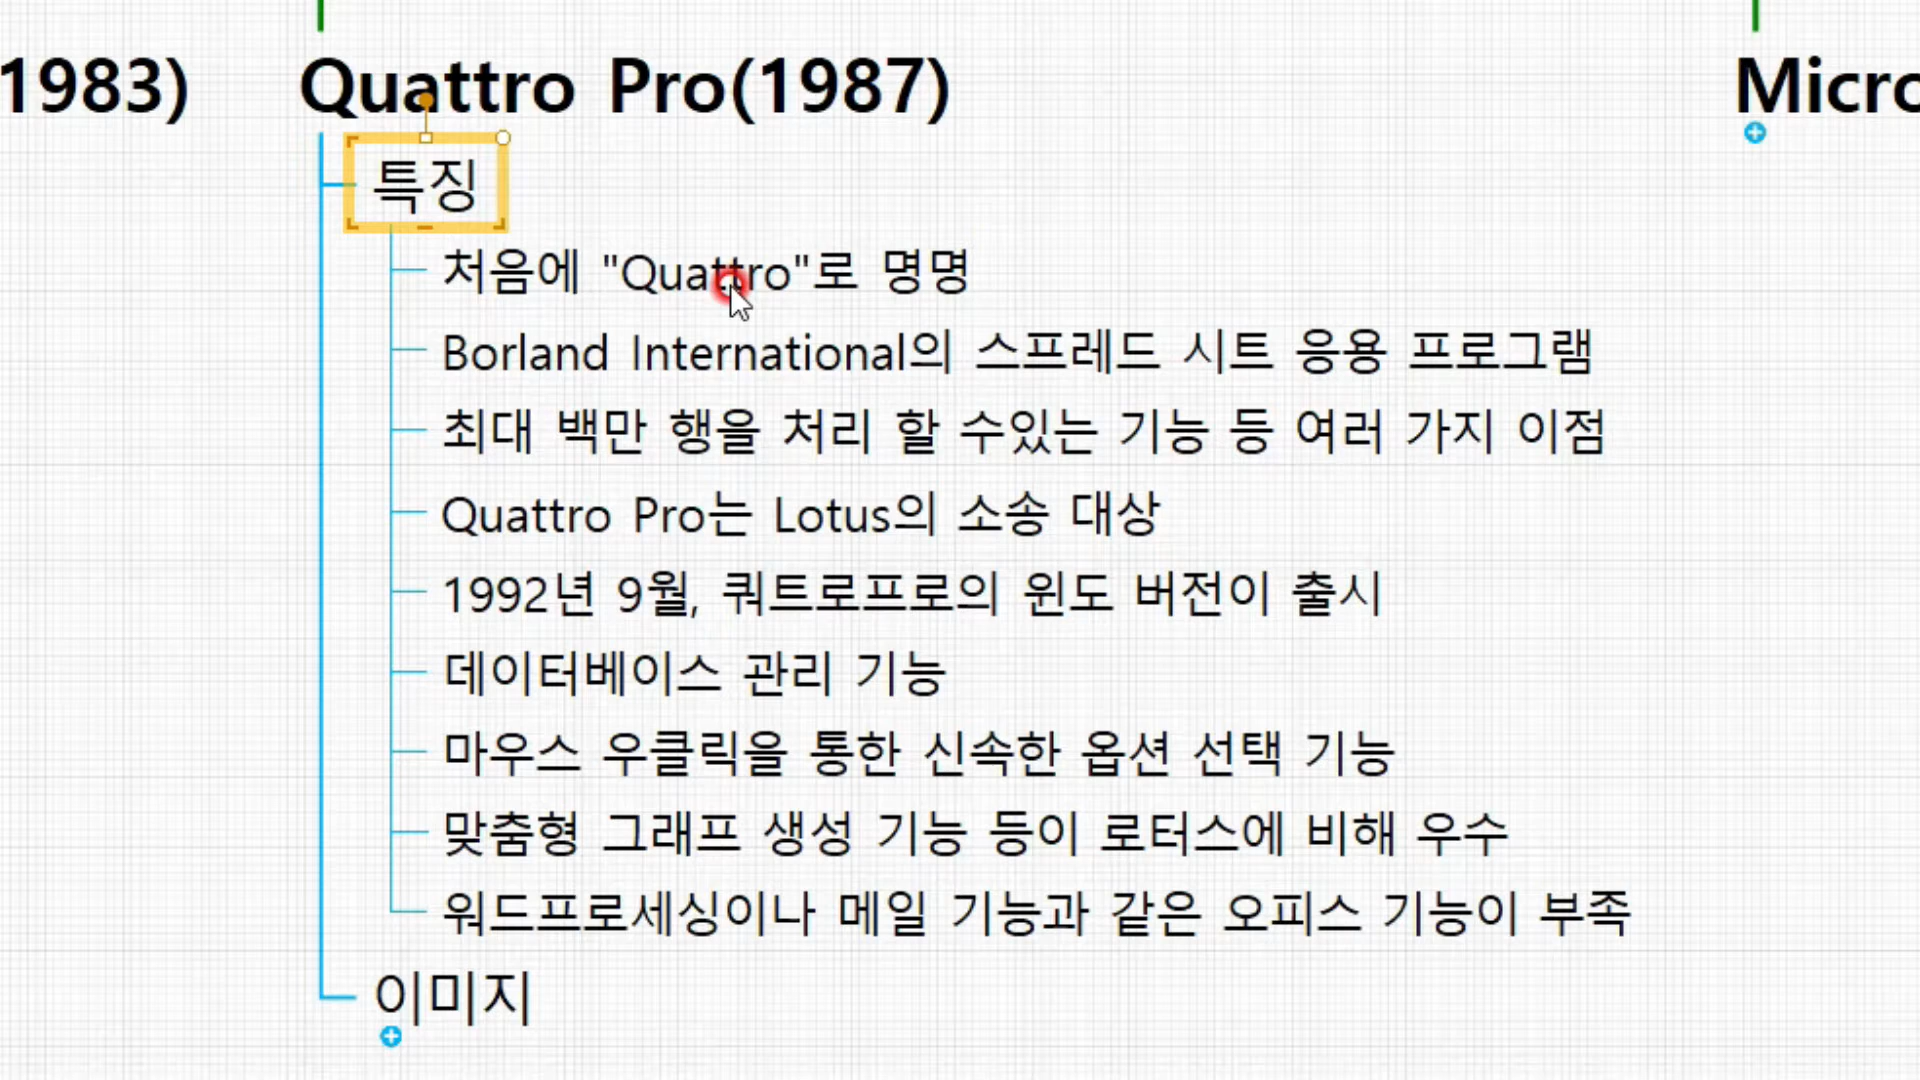 1983)
Quattro Pro(1987)
Micro
특징
처음에 "Quattro"로 명명
Borland International의 스프레드 시트 응용 프로그램
최대 백만 행을 처리 할 수있는 기능 등 여러 가지 이점
Quattro Pro는 Lotus의 소송 대상
1992년 9월, 쿼트로프로의 윈도 버전이 출시
데이터베이스 관리 기능
마우스 우클릭을 통한 신속한 옵션 선택 기능
맞춤형 그래프 생성 기능 등이 로터스에 비해 우수
워드프로세싱이나 메일 기능과 같은 오피스 기능이 부족
이미지